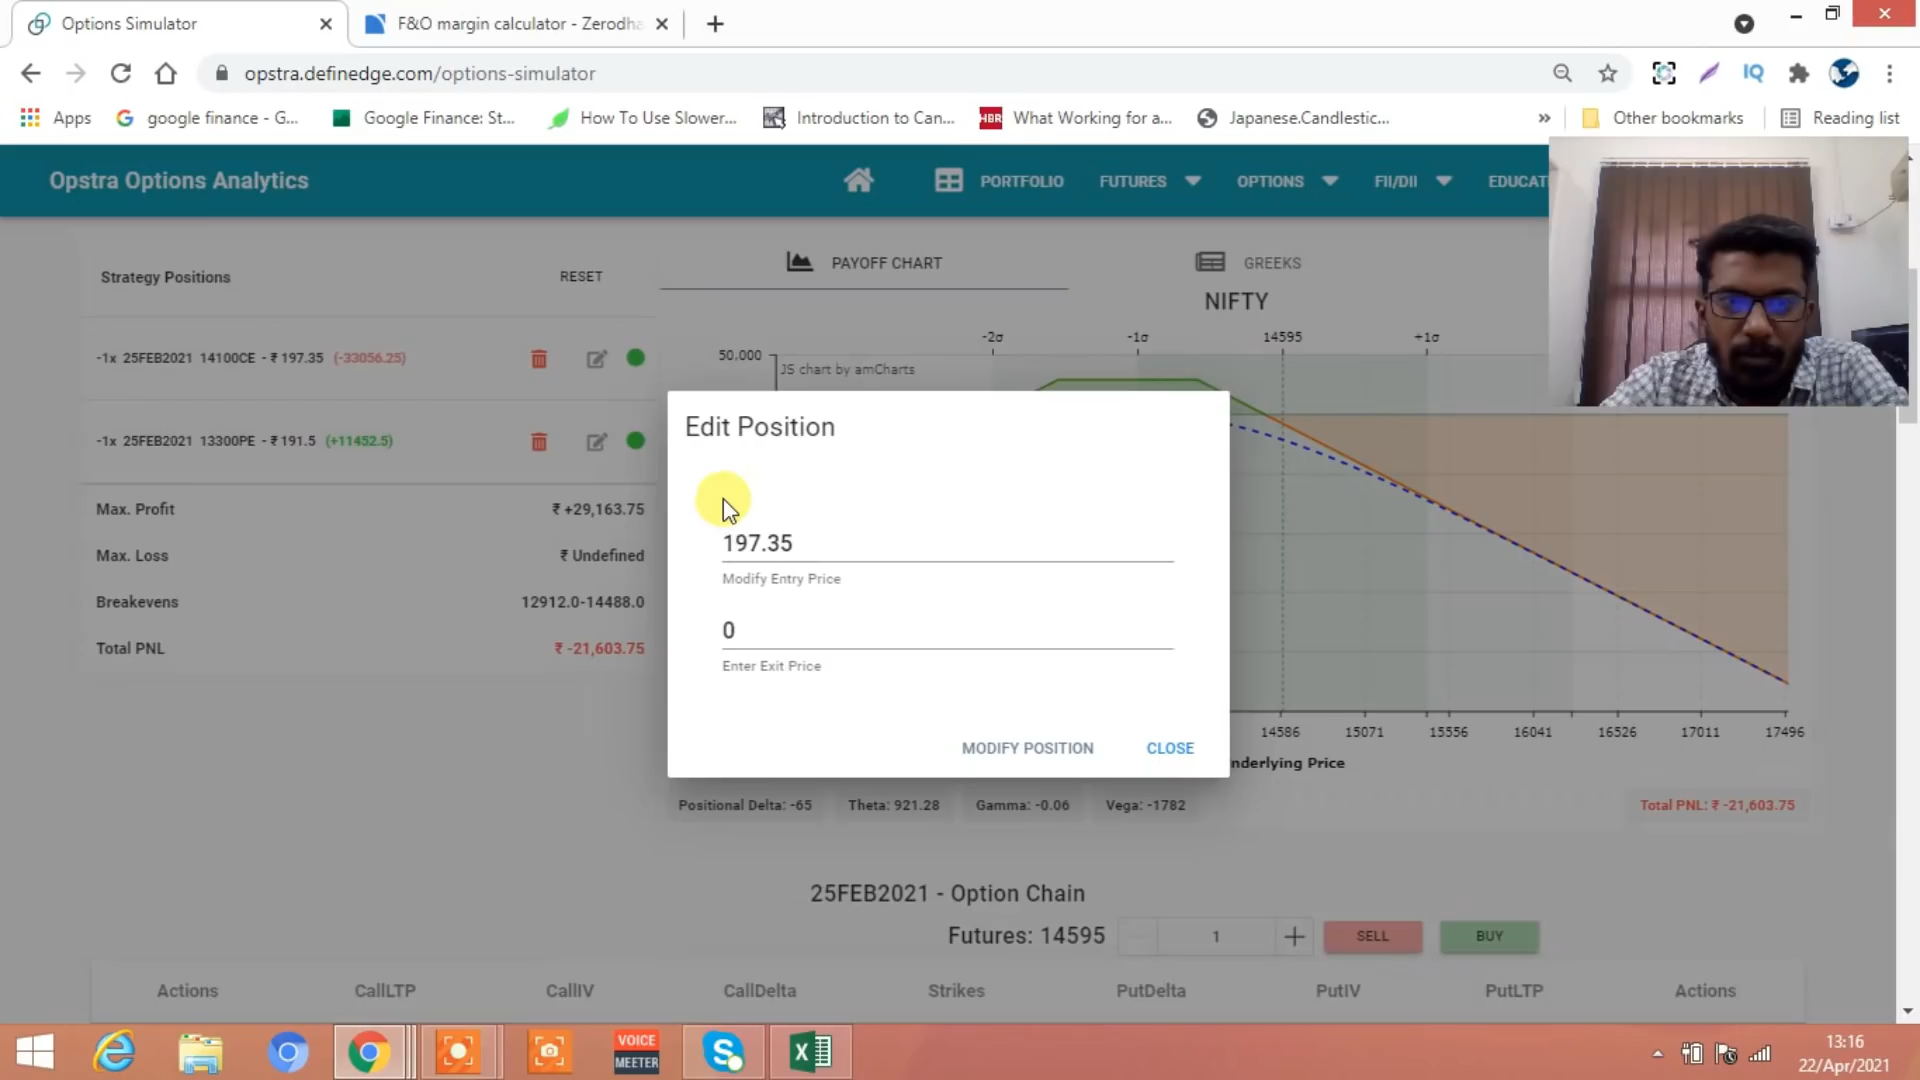 Options Simulator
F&O margin calculator - Zerodha
opstra.definedge.com/options-simulator
IQ
Apps
google finance - G...
Google Finance: St...
How To Use Slower...
Introduction to Can...
HBR
What Working for a...
Japanese.Candlestic...
»
Other bookmarks
Reading list
Opstra Options Analytics
PORTFOLIO
FUTURES
OPTIONS
FII/DII
EDUCAT
Strategy Positions
RESET
PAYOFF CHART
GREEKS
NIFTY
-2σ
-1σ
14595
+1σ
50,000
JS chart by amCharts
-1x 25FEB2021 14100CE - ₹ 197.35 (-33056.25)
-1x 25FEB2021 13300PE - ₹ 191.5 (+11452.5)
Max. Profit
₹ +29,163.75
Max. Loss
₹ Undefined
Breakevens
12912.0-14488.0
Total PNL
₹ -21,603.75
Edit Position
197.35
Modify Entry Price
0
Enter Exit Price
MODIFY POSITION
CLOSE
14586
15071
15556
16041
16526
17011
17496
nderlying Price
Positional Delta: -65
Theta: 921.28
Gamma: -0.06
Vega: -1782
Total PNL: ₹ -21,603.75
25FEB2021 - Option Chain
Futures: 14595
1
SELL
BUY
Actions
CallLTP
CallIV
CallDelta
Strikes
PutDelta
PutIV
PutLTP
Actions
VOICE
MEETER
13:16
22/Apr/2021